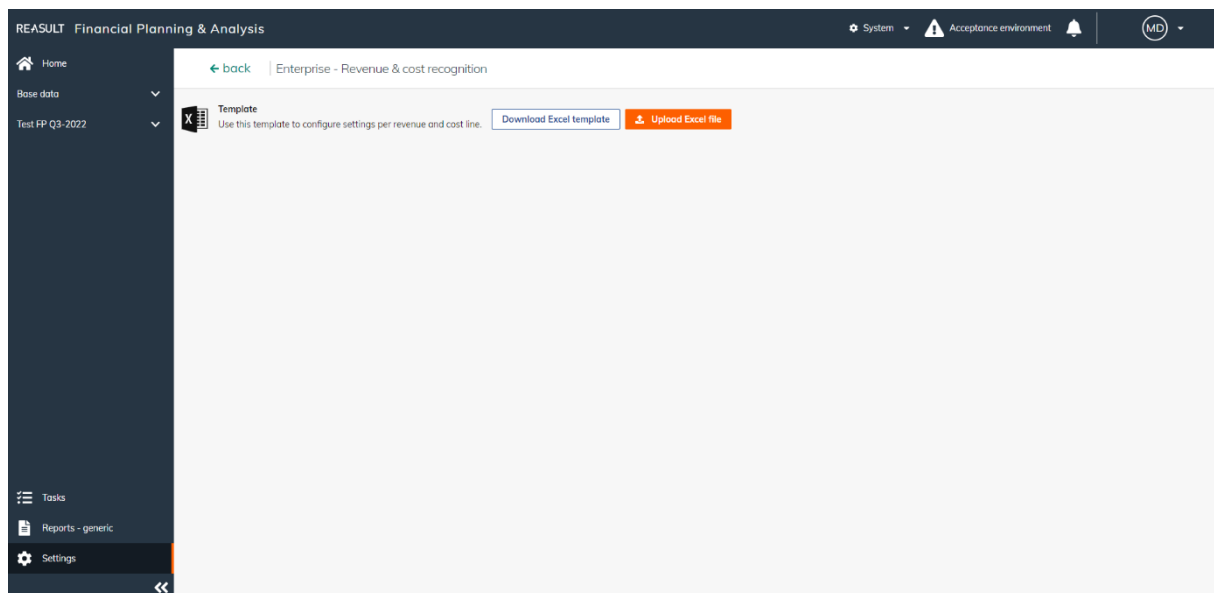 REASULT Financial Planning & Analysis
System
Acceptance environment
MD
Home
back
Enterprise - Revenue & cost recognition
Base data
Test FP Q3-2022
X
Template
Use this template to configure settings per revenue and cost line.
Download Excel template
Upload Excel file
Tasks
Reports - generic
Settings